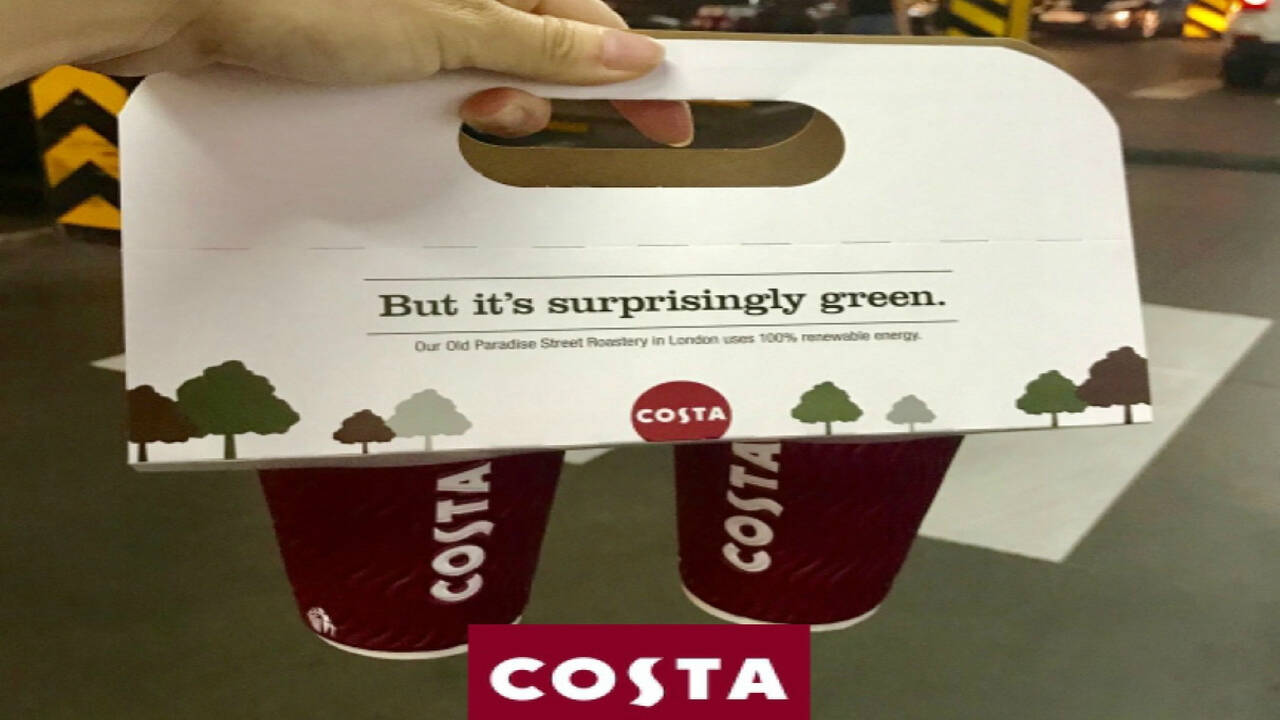 But it's surprisingly green.
Our Old Paradise Street Roastery in London uses 100% renewable energy.
COSTA
COSTA
COSTA
COSTA